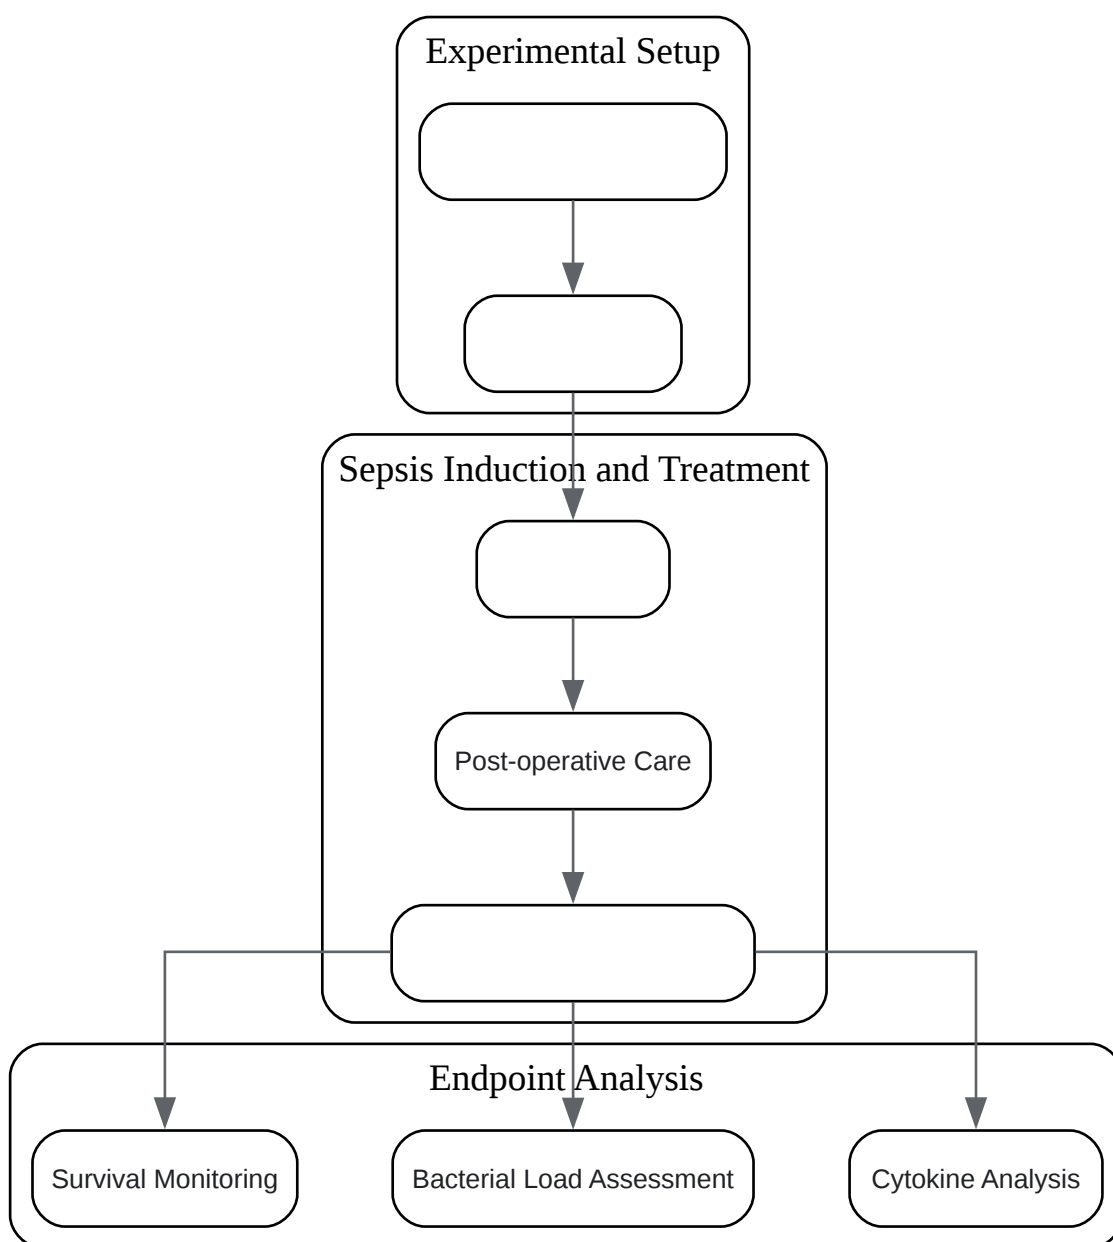 Experimental Setup
Sepsis Induction and Treatment
Post-operative Care
Endpoint Analysis
Survival Monitoring
Bacterial Load Assessment
Cytokine Analysis